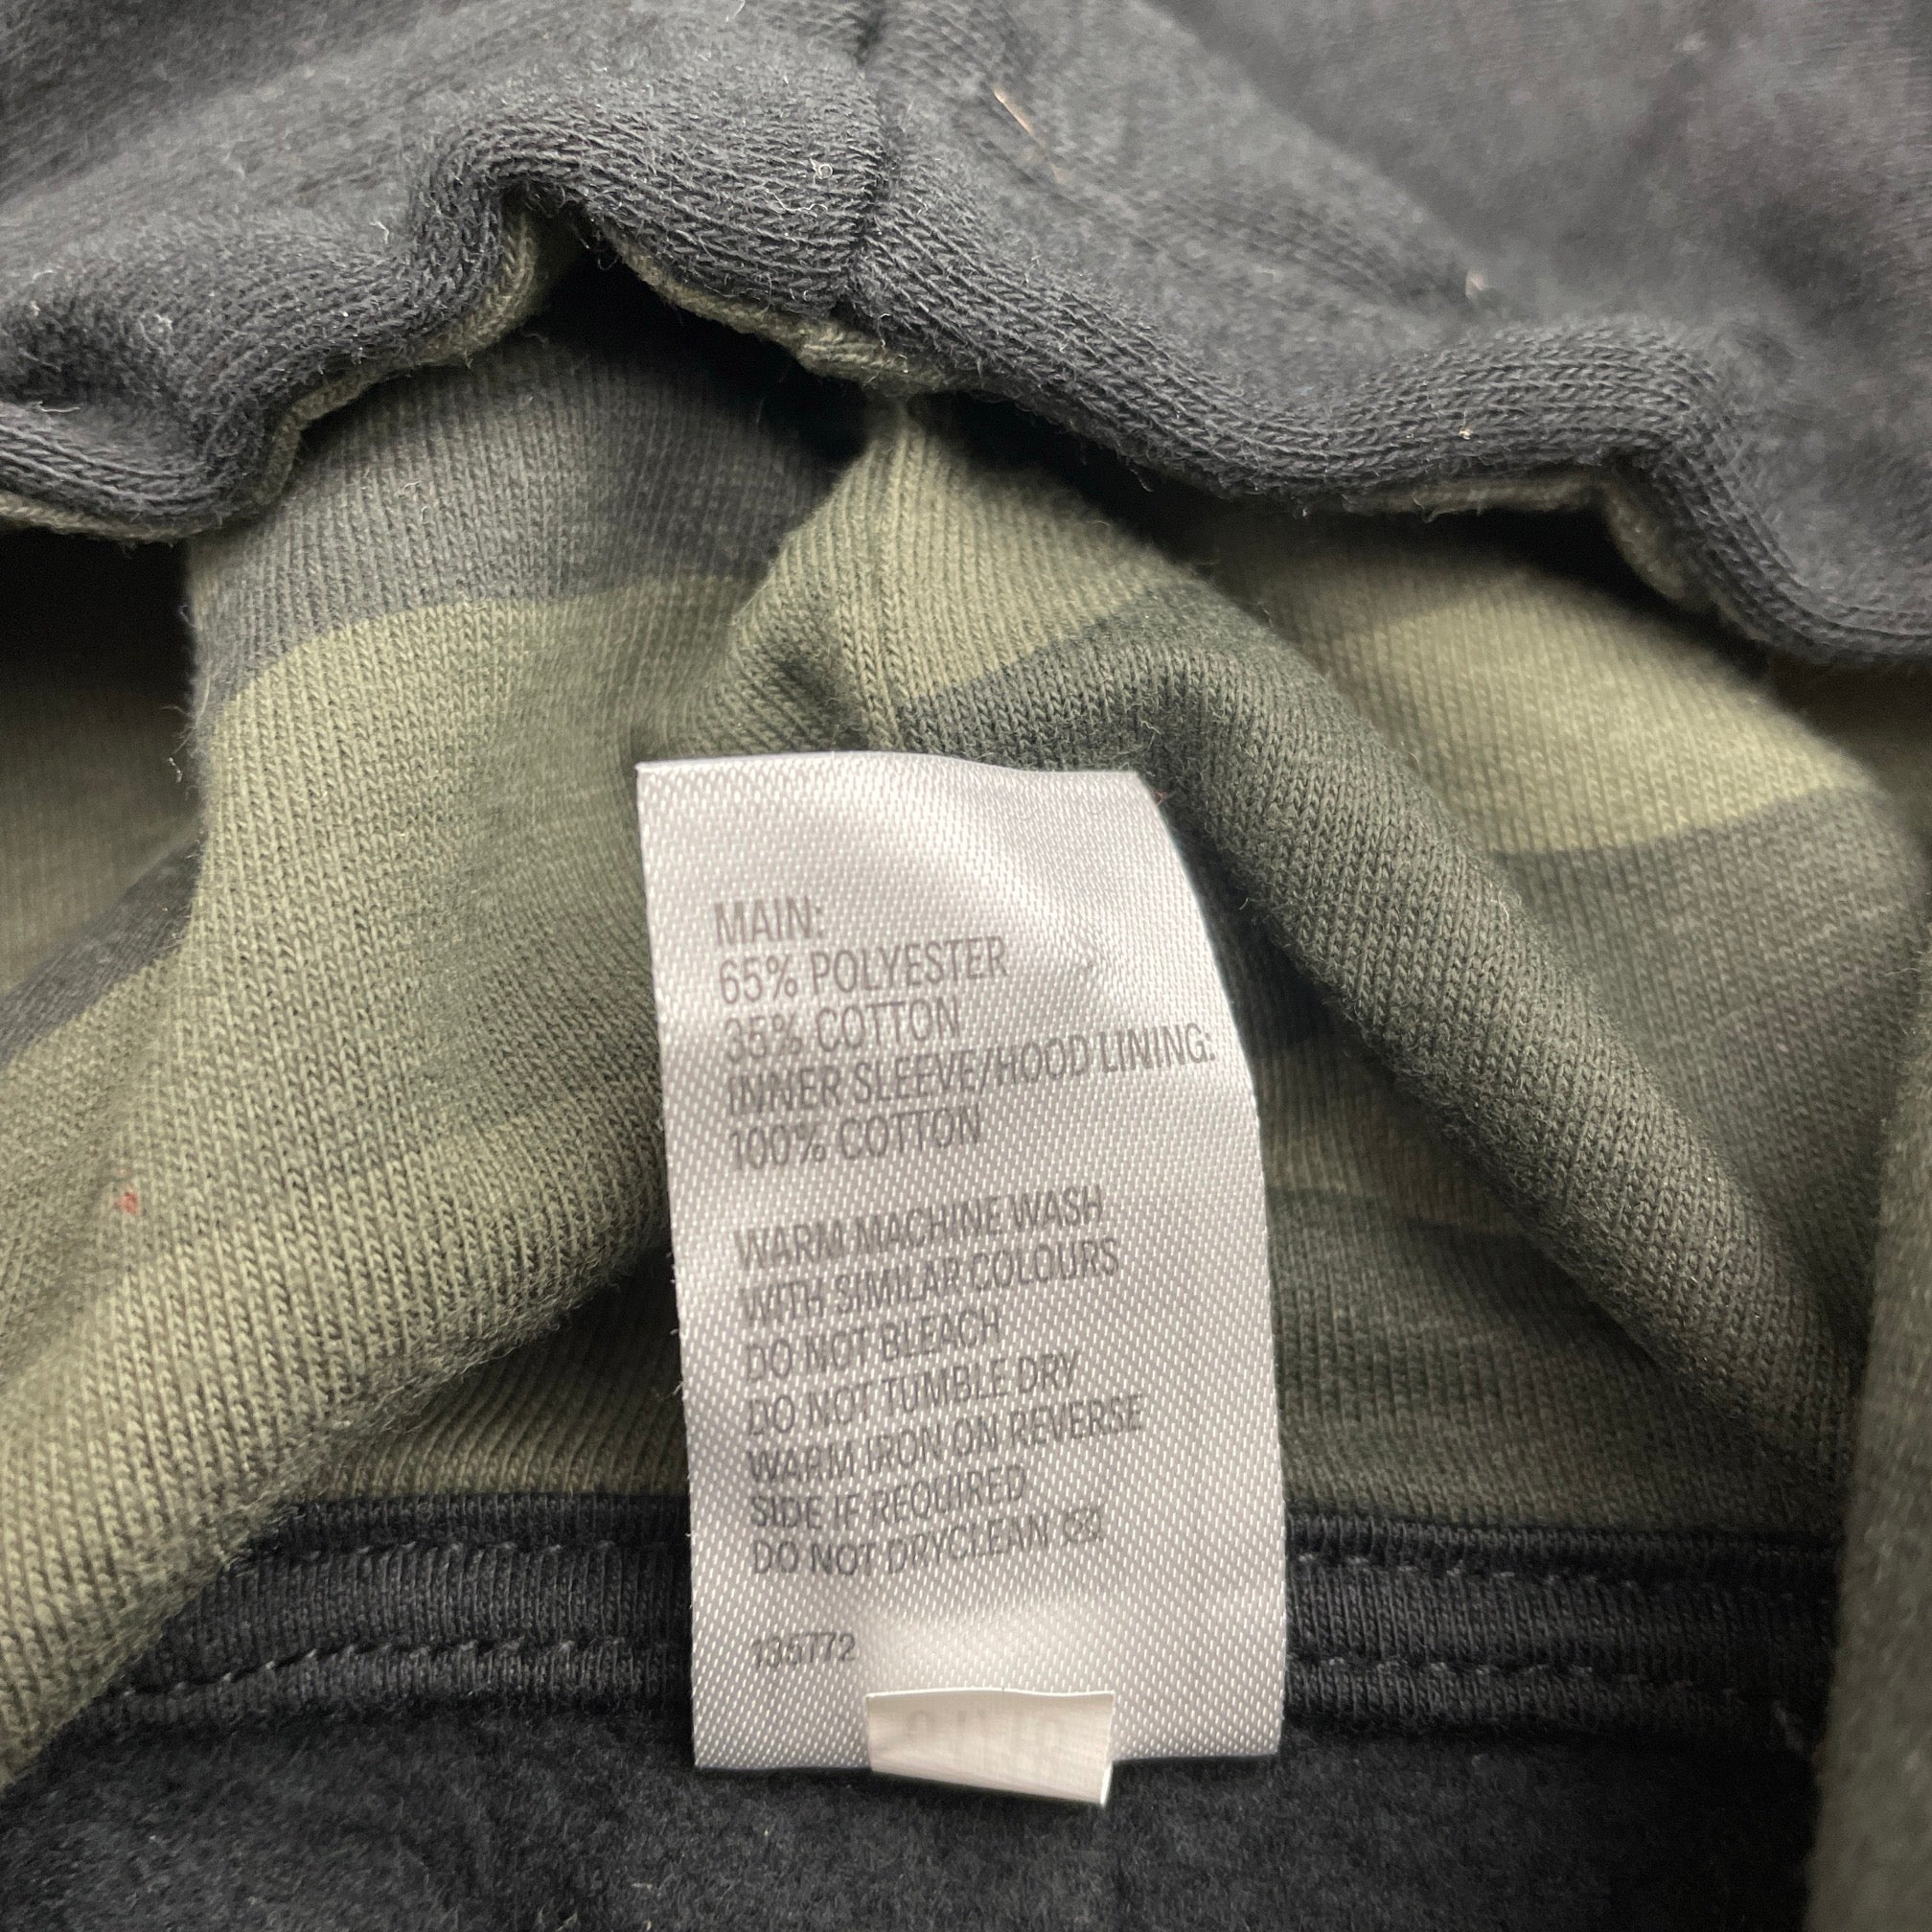 MAIN:
65% POLYESTER
35% COTTON
INNER SLEEVE/HOOD LINING:
100% COTTON
WARM MACHINE WASH
WITH SIMILAR COLOURS
DO NOT BLEACH
DO NOT TUMBLE DRY
WARM IRON ON REVERSE
SIDE IF REQUIRED
DO NOT DRYCLEAN
135772